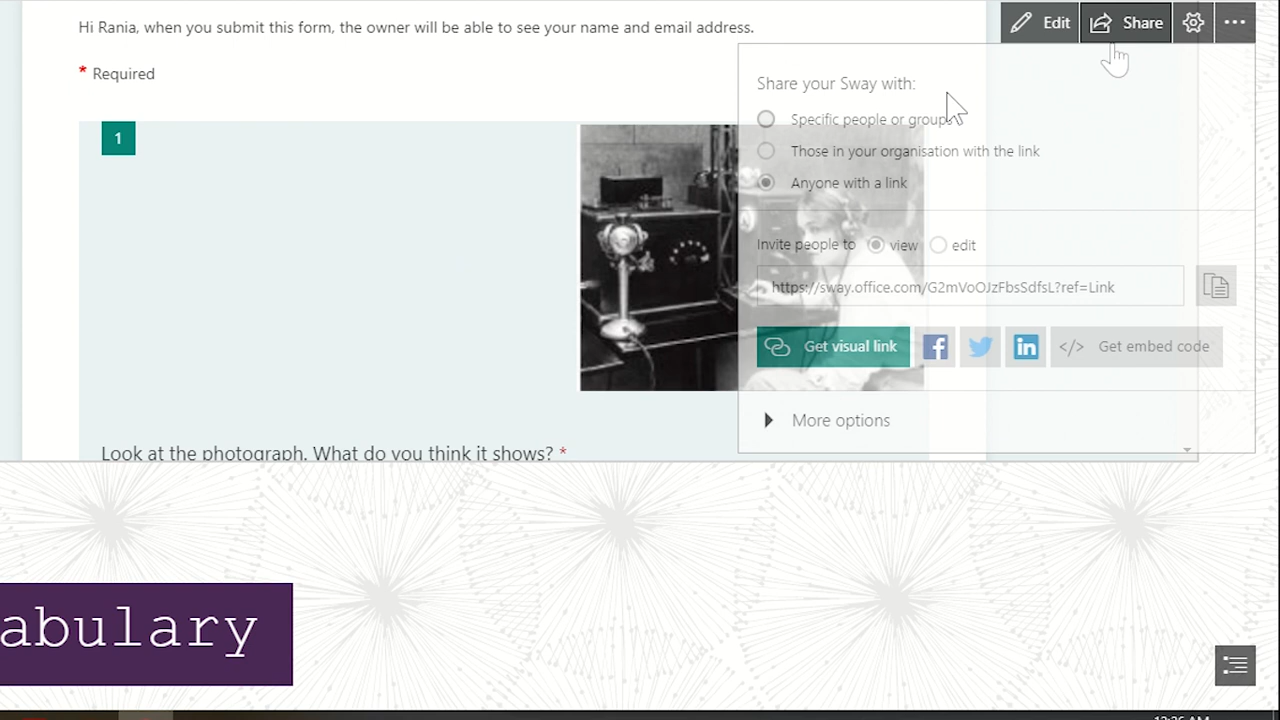 Hi Rania, when you submit this form, the owner will be able to see your name and email address.
Edit
Share
* Required
Share your Sway with:
1
Specific people or groups
Those in your organisation with the link
Anyone with a link
Invite people to
view
edit
https://sway.office.com/G2mVoOJzFbsSdfsL?ref=Link
Get visual link
</> Get embed code
More options
Look at the photograph. What do you think it shows? *
abulary